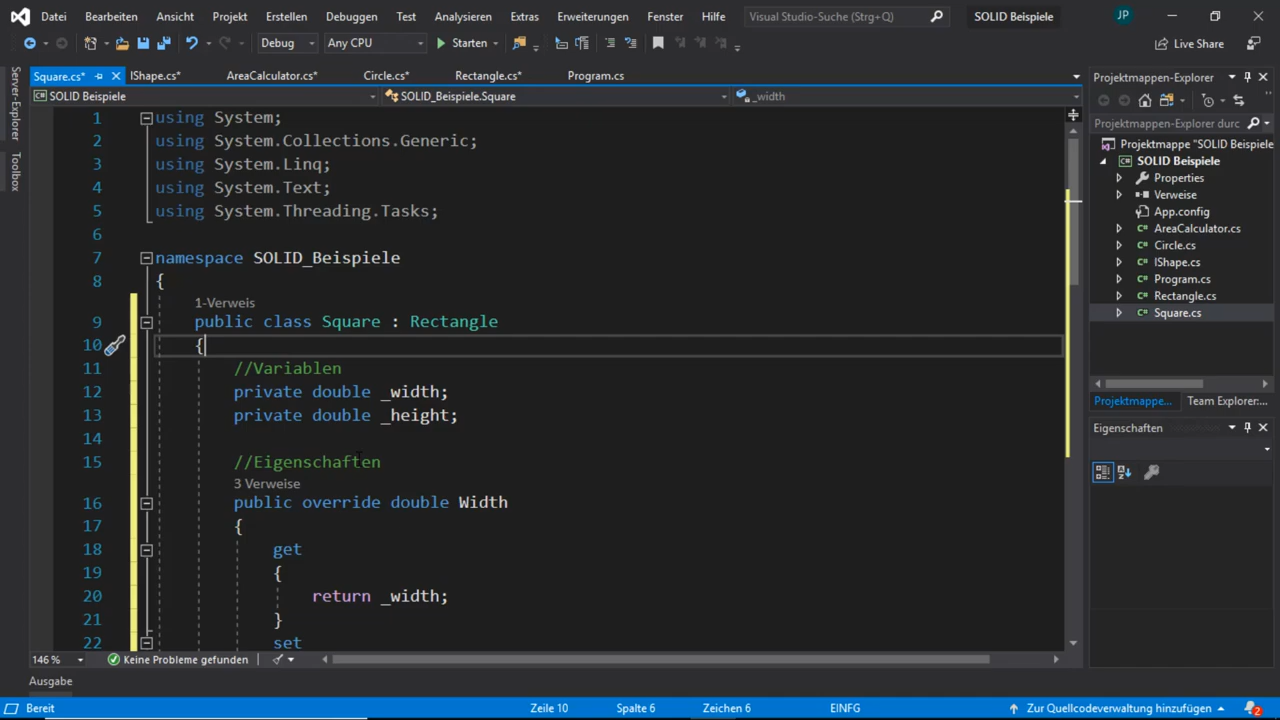 Datei Bearbeiten Ansicht Projekt Erstellen Debuggen Test Analysieren Extras Erweiterungen Fenster Hilfe Visual Studio-Suche (Strg+Q) SOLID Beispiele JP
Debug Any CPU Starten Live Share
Server-Explorer
Toolbox
Square.cs* IShape.cs* AreaCalculator.cs* Circle.cs* Rectangle.cs* Program.cs
SOLID Beispiele SOLID_Beispiele.Square _width
1 using System;
2 using System.Collections.Generic;
3 using System.Linq;
4 using System.Text;
5 using System.Threading.Tasks;
6
7 namespace SOLID_Beispiele
8 {
1-Verweis
9 public class Square : Rectangle
10 {
11 //Variablen
12 private double _width;
13 private double _height;
14
15 //Eigenschaften
3 Verweise
16 public override double Width
17 {
18 get
19 {
20 return _width;
21 }
22 set
146 % Keine Probleme gefunden
Ausgabe
Projektmappen-Explorer
Projektmappen-Explorer durc
Projektmappe "SOLID Beispiele
SOLID Beispiele
Properties
Verweise
App.config
AreaCalculator.cs
Circle.cs
IShape.cs
Program.cs
Rectangle.cs
Square.cs
Projektmappe... Team Explorer:...
Eigenschaften
Bereit Zeile 10 Spalte 6 Zeichen 6 EINFG Zur Quellcodeverwaltung hinzufügen 2